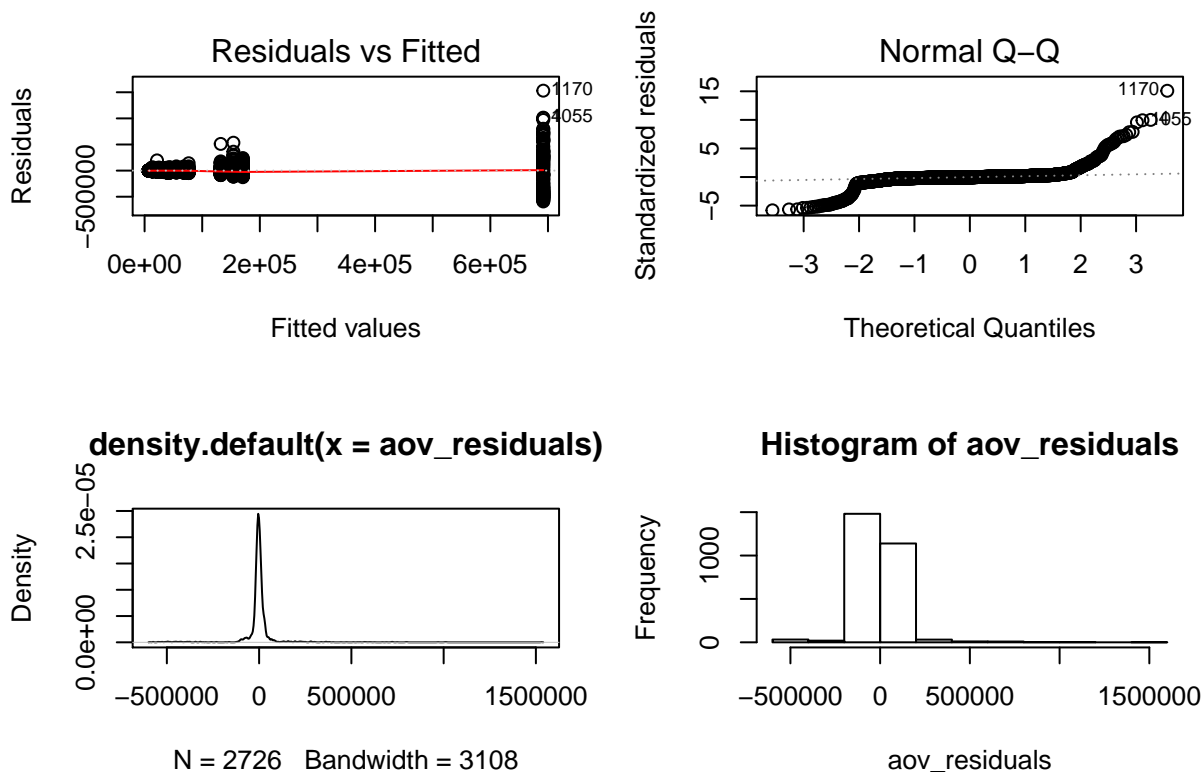 Residuals vs Fitted
Residuals
−500000
1170
4055
0e+00 2e+05 4e+05 6e+05
Fitted values
Normal Q−Q
Standardized residuals
−5 5 15
1170
−3 −2 −1 0 1 2 3
Theoretical Quantiles
density.default(x = aov_residuals)
Density
0.0e+00 2.5e−05
−500000 0 500000 1500000
N = 2726 Bandwidth = 3108
Histogram of aov_residuals
Frequency
0 1000
−500000 0 500000 1500000
aov_residuals